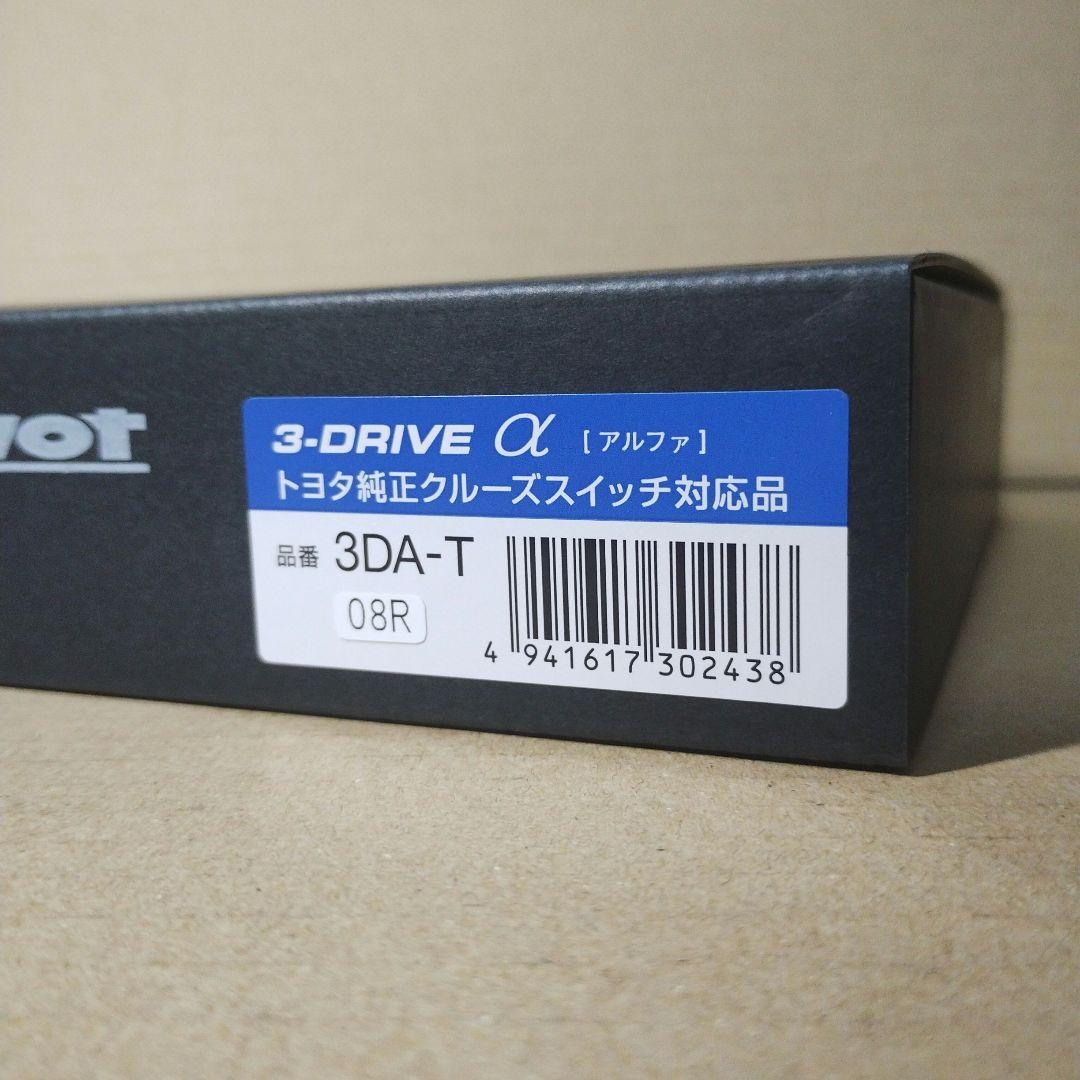 3-DRIVE α [アルファ]
トヨタ純正クルーズスイッチ対応品
品番 3DA-T
08R
4 941617 302438